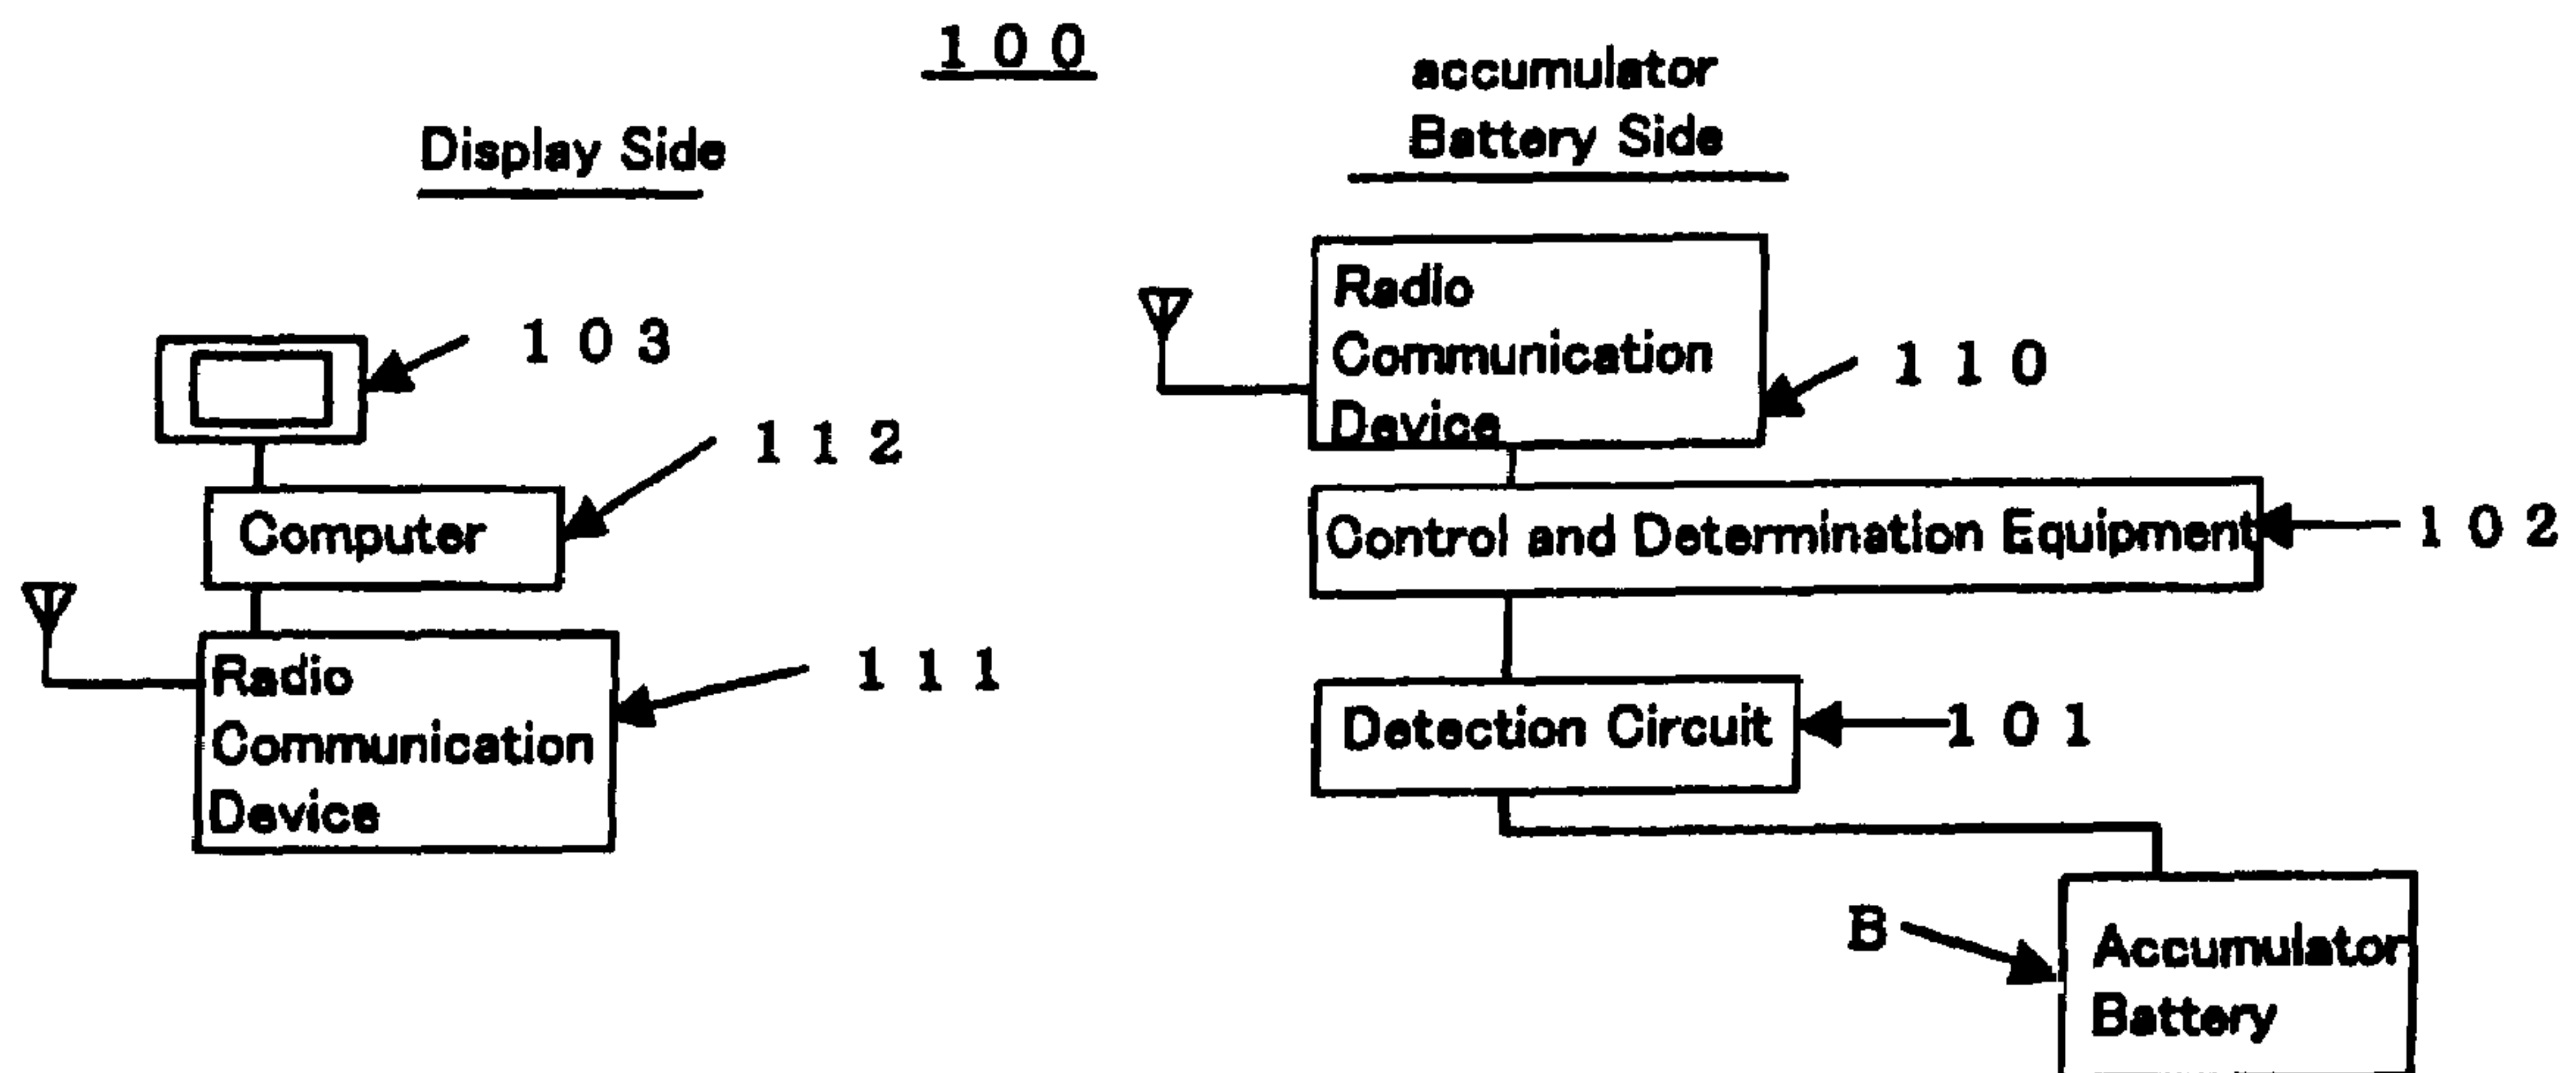 100
Display Side
accumulator
Battery Side
103
112
Computer
111
Radio
Communication
Device
Radio
Communication
Device
110
Control and Determination Equipment
102
Detection Circuit
101
B
Accumulator
Battery